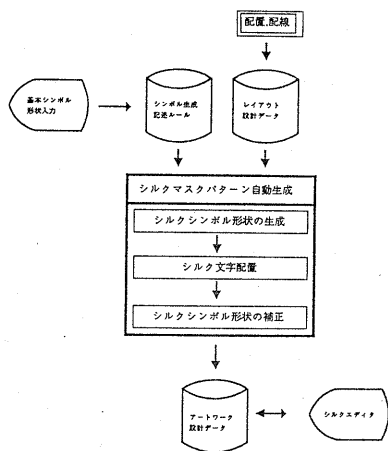 配置,配線
基本シンボル
形状入力
シンボル生成
記述ルール
レイアウト
設計データ
シルクマスクパターン自動生成
シルクシンボル形状の生成
シルク文字配置
シルクシンボル形状の補正
アートワーク
設計データ
シルクエディタ